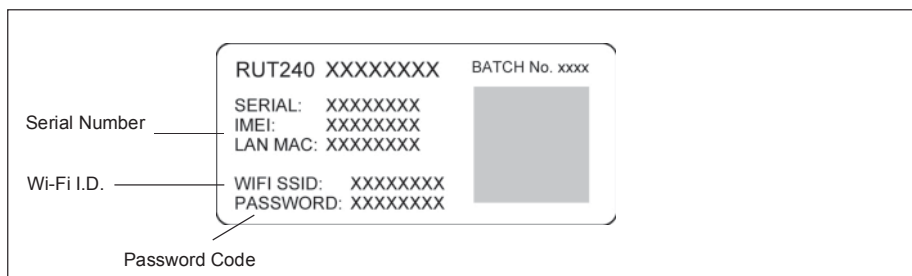 RUT240 XXXXXXXX
BATCH No. xxxx
SERIAL: XXXXXXXX
IMEI: XXXXXXXX
LAN MAC: XXXXXXXX
WIFI SSID: XXXXXXXX
PASSWORD: XXXXXXXX
Serial Number
Wi-Fi I.D.
Password Code